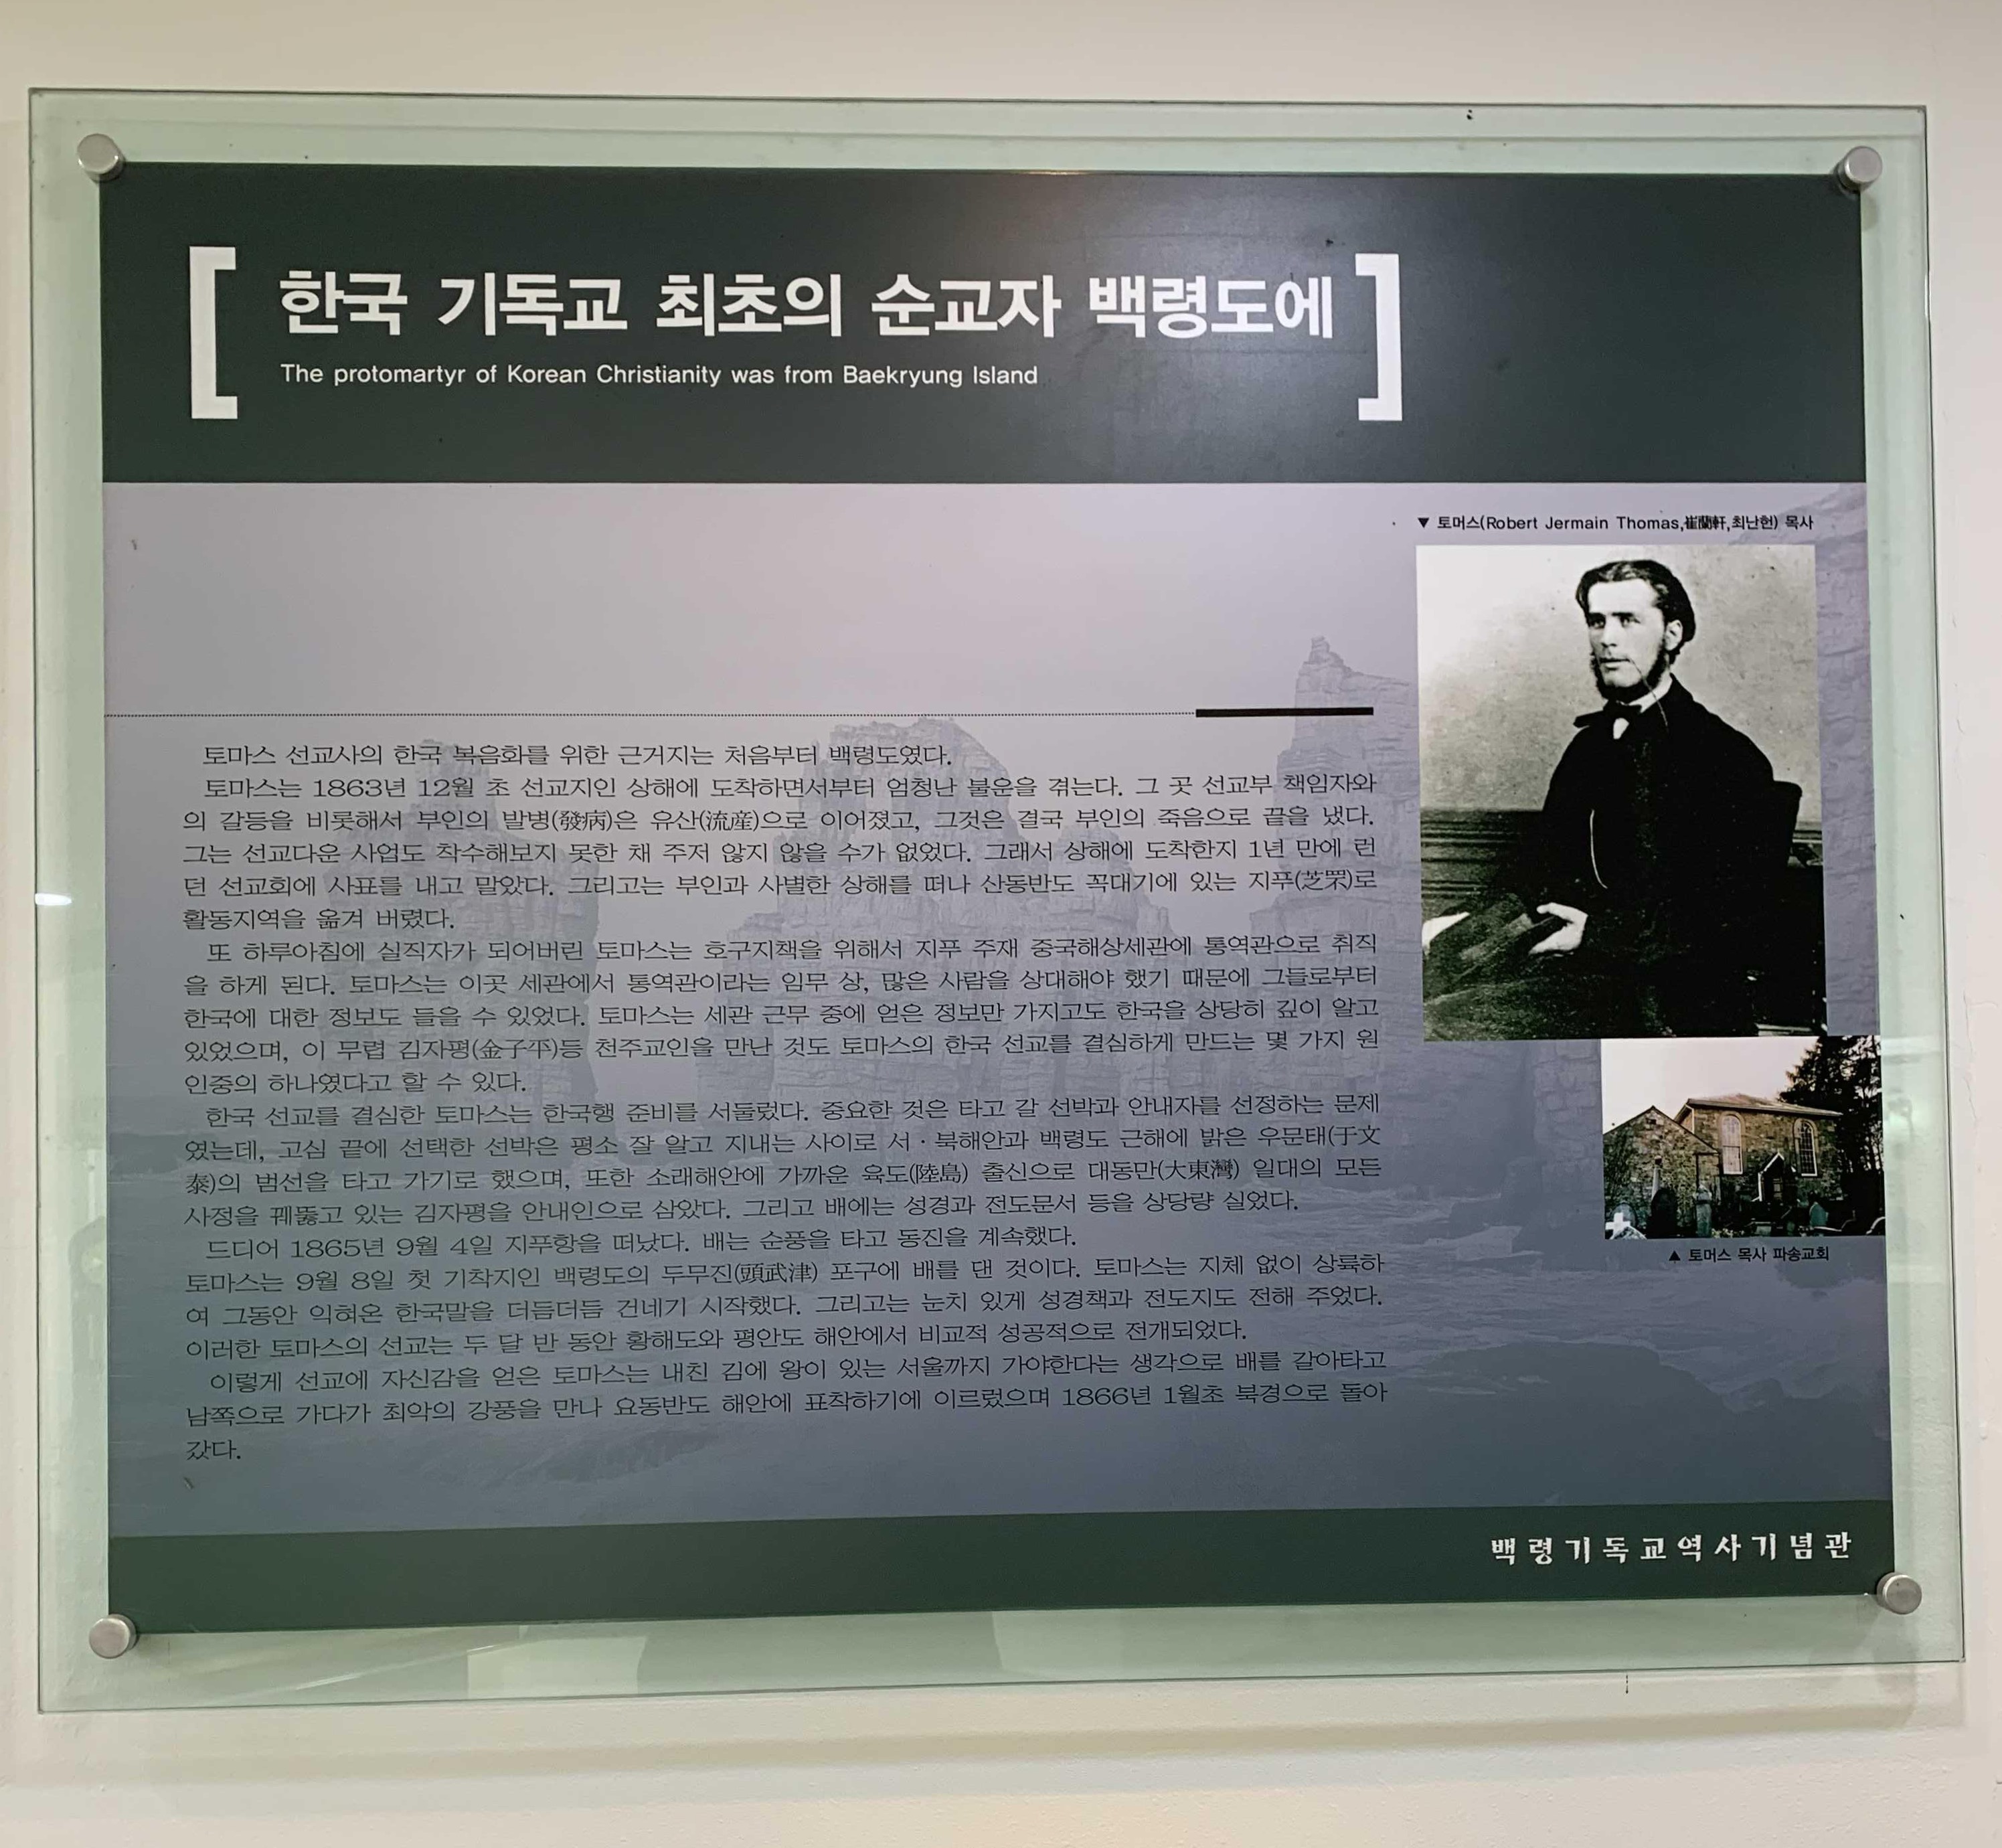 한국 기독교 최초의 순교자 백령도에
The protomartyr of Korean Christianity was from Baekryung Island
▼ 토머스(Robert Jermain Thomas,崔蘭軒,최난헌) 목사
토마스 선교사의 한국 복음화를 위한 근거지는 처음부터 백령도였다.
토마스는 1863년 12월 초 선교지인 상해에 도착하면서부터 엄청난 불운을 겪는다. 그 곳 선교부 책임자와
의 갈등을 비롯해서 부인의 발병(發病)은 유산(流産)으로 이어졌고, 그것은 결국 부인의 죽음으로 끝을 냈다.
그는 선교다운 사업도 착수해보지 못한 채 주저 않지 않을 수가 없었다. 그래서 상해에 도착한지 1년 만에 런
던 선교회에 사표를 내고 말았다. 그리고는 부인과 사별한 상해를 떠나 산동반도 꼭대기에 있는 지푸(芝罘)로
활동지역을 옮겨 버렸다.
또 하루아침에 실직자가 되어버린 토마스는 호구지책을 위해서 지푸 주재 중국해상세관에 통역관으로 취직
을 하게 된다. 토마스는 이곳 세관에서 통역관이라는 임무 상, 많은 사람을 상대해야 했기 때문에 그들로부터
한국에 대한 정보도 들을 수 있었다. 토마스는 세관 근무 중에 얻은 정보만 가지고도 한국을 상당히 깊이 알고
있었으며, 이 무렵 김자평(金子平)등 천주교인을 만난 것도 토마스의 한국 선교를 결심하게 만드는 몇 가지 원
인중의 하나였다고 할 수 있다.
한국 선교를 결심한 토마스는 한국행 준비를 서둘렀다. 중요한 것은 타고 갈 선박과 안내자를 선정하는 문제
였는데, 고심 끝에 선택한 선박은 평소 잘 알고 지내는 사이로 서·북해안과 백령도 근해에 밝은 우문태(于文
泰)의 범선을 타고 가기로 했으며, 또한 소래해안에 가까운 육도(陸島) 출신으로 대동만(大東灣) 일대의 모든
사정을 꿰뚫고 있는 김자평을 안내인으로 삼았다. 그리고 배에는 성경과 전도문서 등을 상당량 실었다.
드디어 1865년 9월 4일 지푸항을 떠났다. 배는 순풍을 타고 동진을 계속했다.
토마스는 9월 8일 첫 기착지인 백령도의 두무진(頭武津) 포구에 배를 댄 것이다. 토마스는 지체 없이 상륙하
여 그동안 익혀온 한국말을 더듬더듬 건네기 시작했다. 그리고는 눈치 있게 성경책과 전도지도 전해 주었다.
이러한 토마스의 선교는 두 달 반 동안 황해도와 평안도 해안에서 비교적 성공적으로 전개되었다.
이렇게 선교에 자신감을 얻은 토마스는 내친 김에 왕이 있는 서울까지 가야한다는 생각으로 배를 갈아타고
남쪽으로 가다가 최악의 강풍을 만나 요동반도 해안에 표착하기에 이르렀으며 1866년 1월초 북경으로 돌아
갔다.
▲ 토머스 목사 파송교회
백령기독교역사기념관